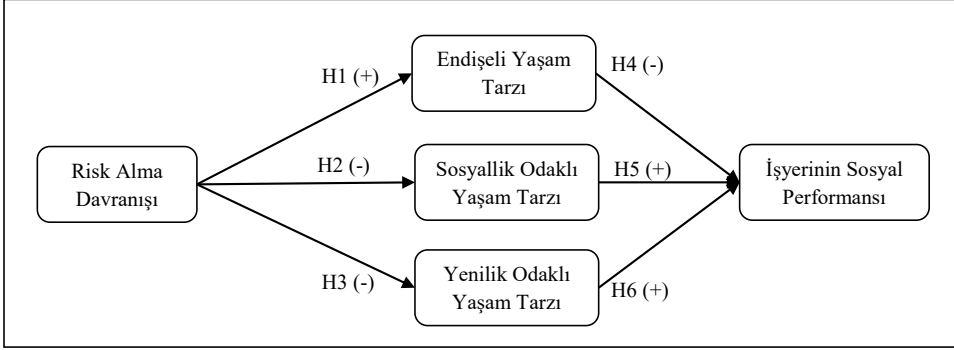 Endişeli Yaşam
Tarzı
H1 (+)
H4 (-)
Risk Alma
Davranışı
H2 (-)
Sosyallik Odaklı
Yaşam Tarzı
H5 (+)
İşyerinin Sosyal
Performansı
H3 (-)
Yenilik Odaklı
Yaşam Tarzı
H6 (+)